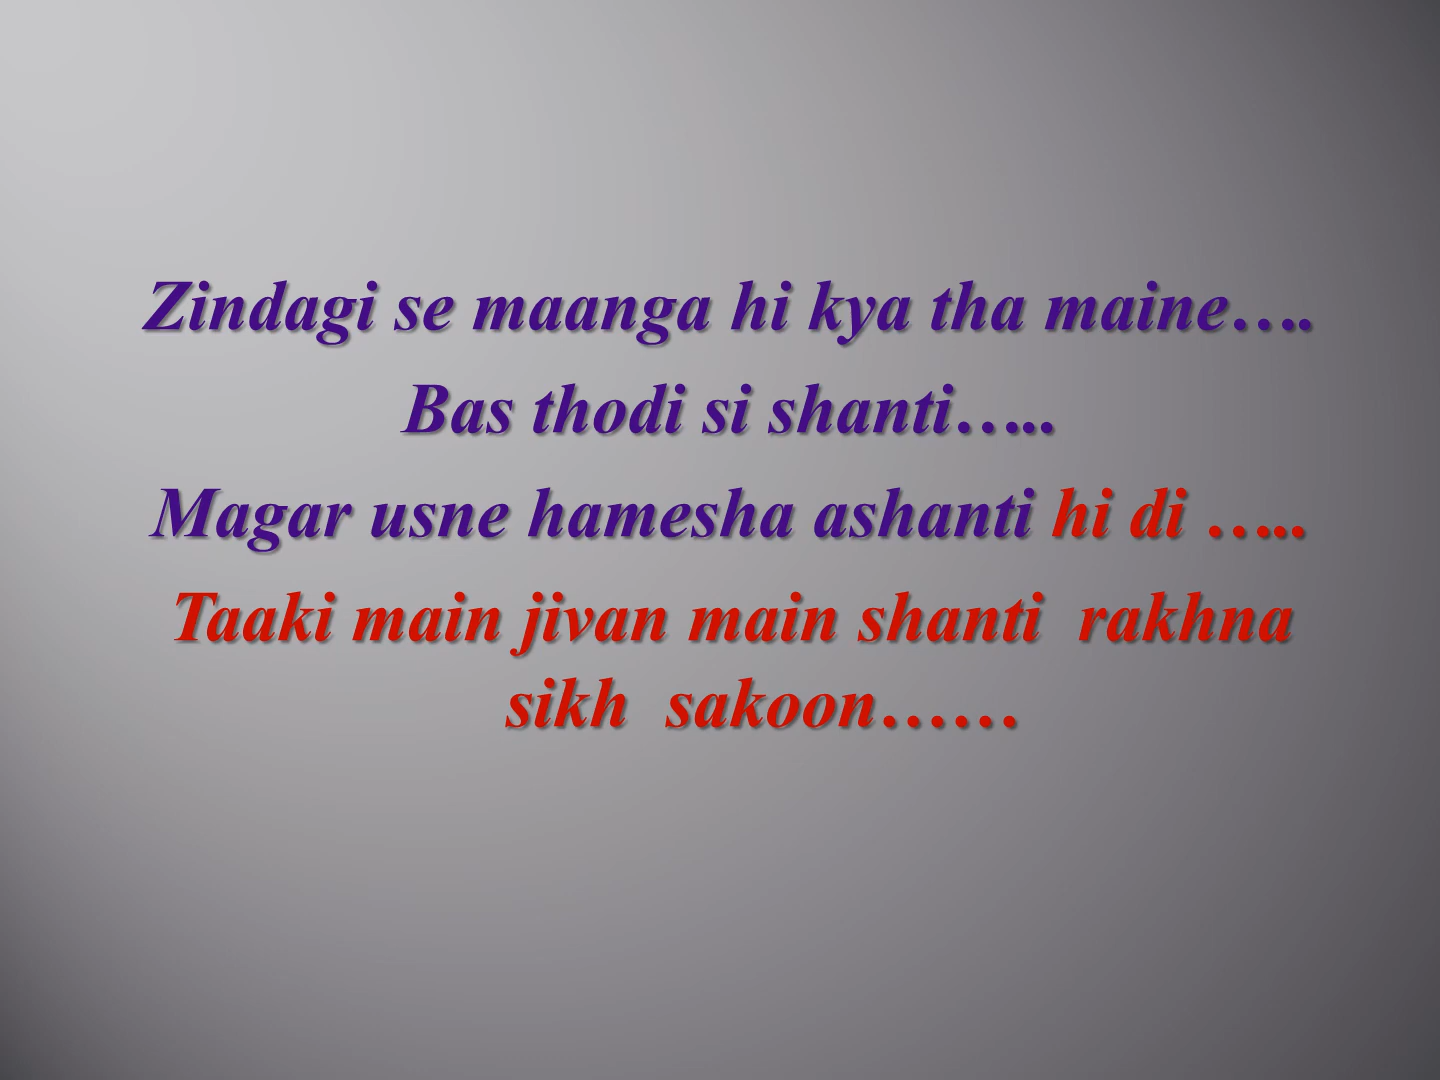 Zindagi se maanga hi kya tha maine….
Bas thodi si shanti…..
Magar usne hamesha ashanti hi di …..
Taaki main jivan main shanti  rakhna
sikh  sakoon……